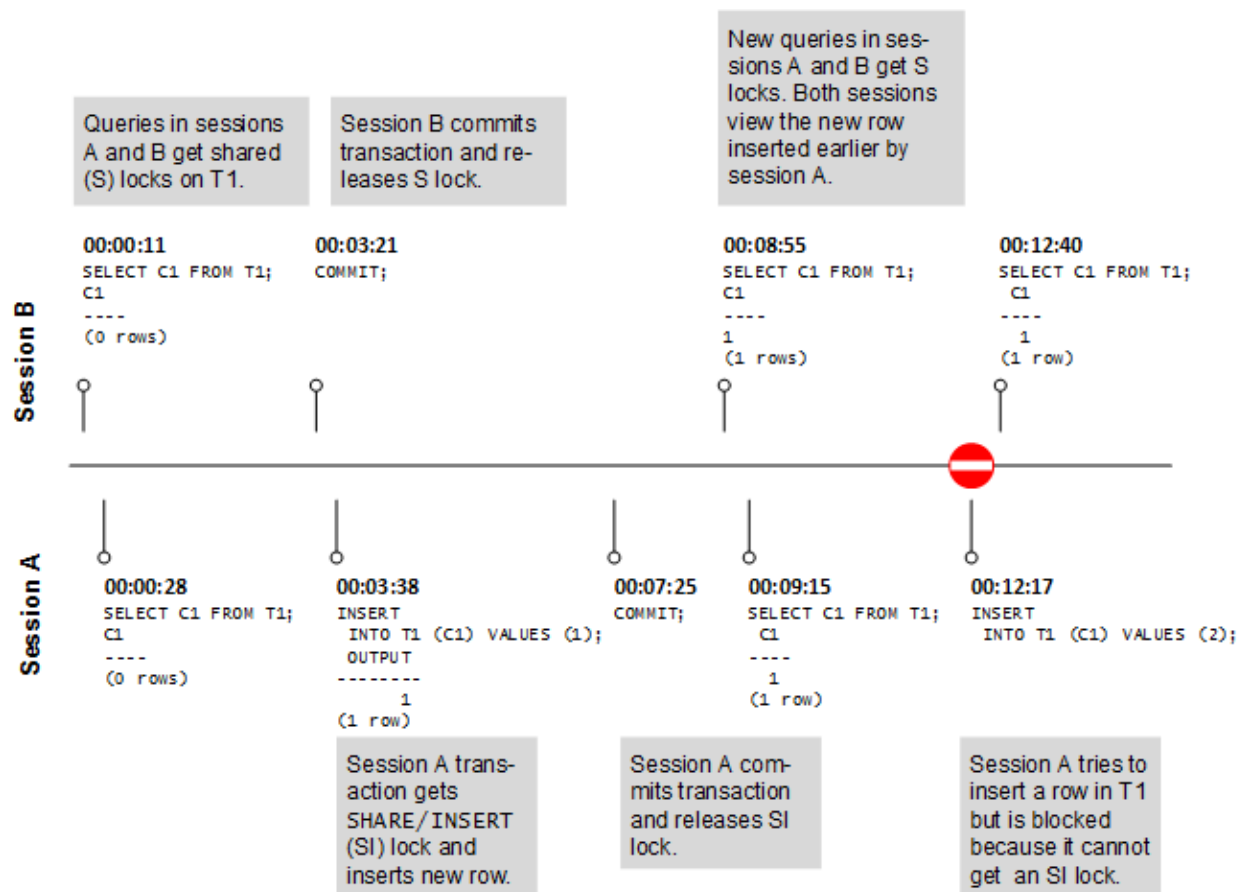 New queries in ses-
sions A and B get S
locks. Both sessions
view the new row
inserted earlier by
session A.
Queries in sessions
A and B get shared
(S) locks on T1.
Session B commits
transaction and re-
leases S lock.
Session B
00:00:11
SELECT C1 FROM T1;
C1
----
(0 rows)
00:03:21
COMMIT;
00:08:55
SELECT C1 FROM T1;
C1
----
1
(1 rows)
00:12:40
SELECT C1 FROM T1;
C1
----
1
(1 row)
Session A
00:00:28
SELECT C1 FROM T1;
C1
----
(0 rows)
00:03:38
INSERT
INTO T1 (C1) VALUES (1);
OUTPUT
--------
1
(1 row)
00:07:25
COMMIT;
00:09:15
SELECT C1 FROM T1;
C1
----
1
(1 row)
00:12:17
INSERT
INTO T1 (C1) VALUES (2);
Session A trans-
action gets
SHARE/INSERT
(SI) lock and
inserts new row.
Session A com-
mits transaction
and releases SI
lock.
Session A tries to
insert a row in T1
but is blocked
because it cannot
get an SI lock.